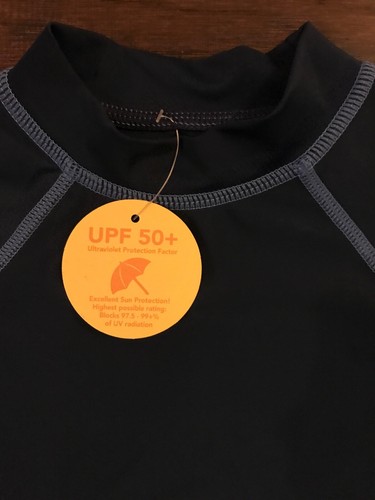 UPF 50+
Ultraviolet Protection Factor
Excellent Sun Protection!
Highest possible rating:
Blocks 97.5 - 99+%
of UV radiation